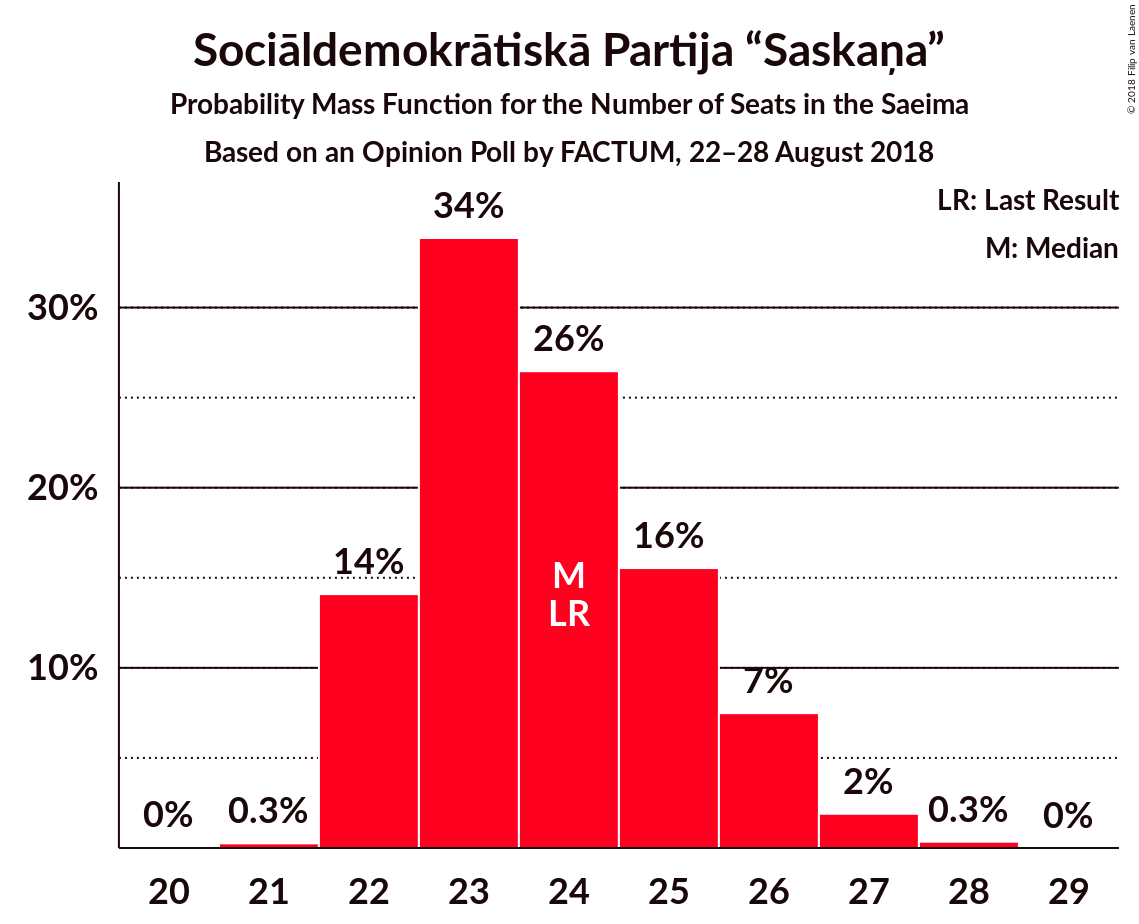 Sociāldemokrātiskā Partija “Saskaņa”
Probability Mass Function for the Number of Seats in the Saeima
Based on an Opinion Poll by FACTUM, 22–28 August 2018
© 2018 Filip van Laenen
LR: Last Result
M: Median
34%
30%
26%
20%
16%
14%
M
LR
10%
7%
2%
0%
0.3%
0.3%
0%
20 21 22 23 24 25 26 27 28 29